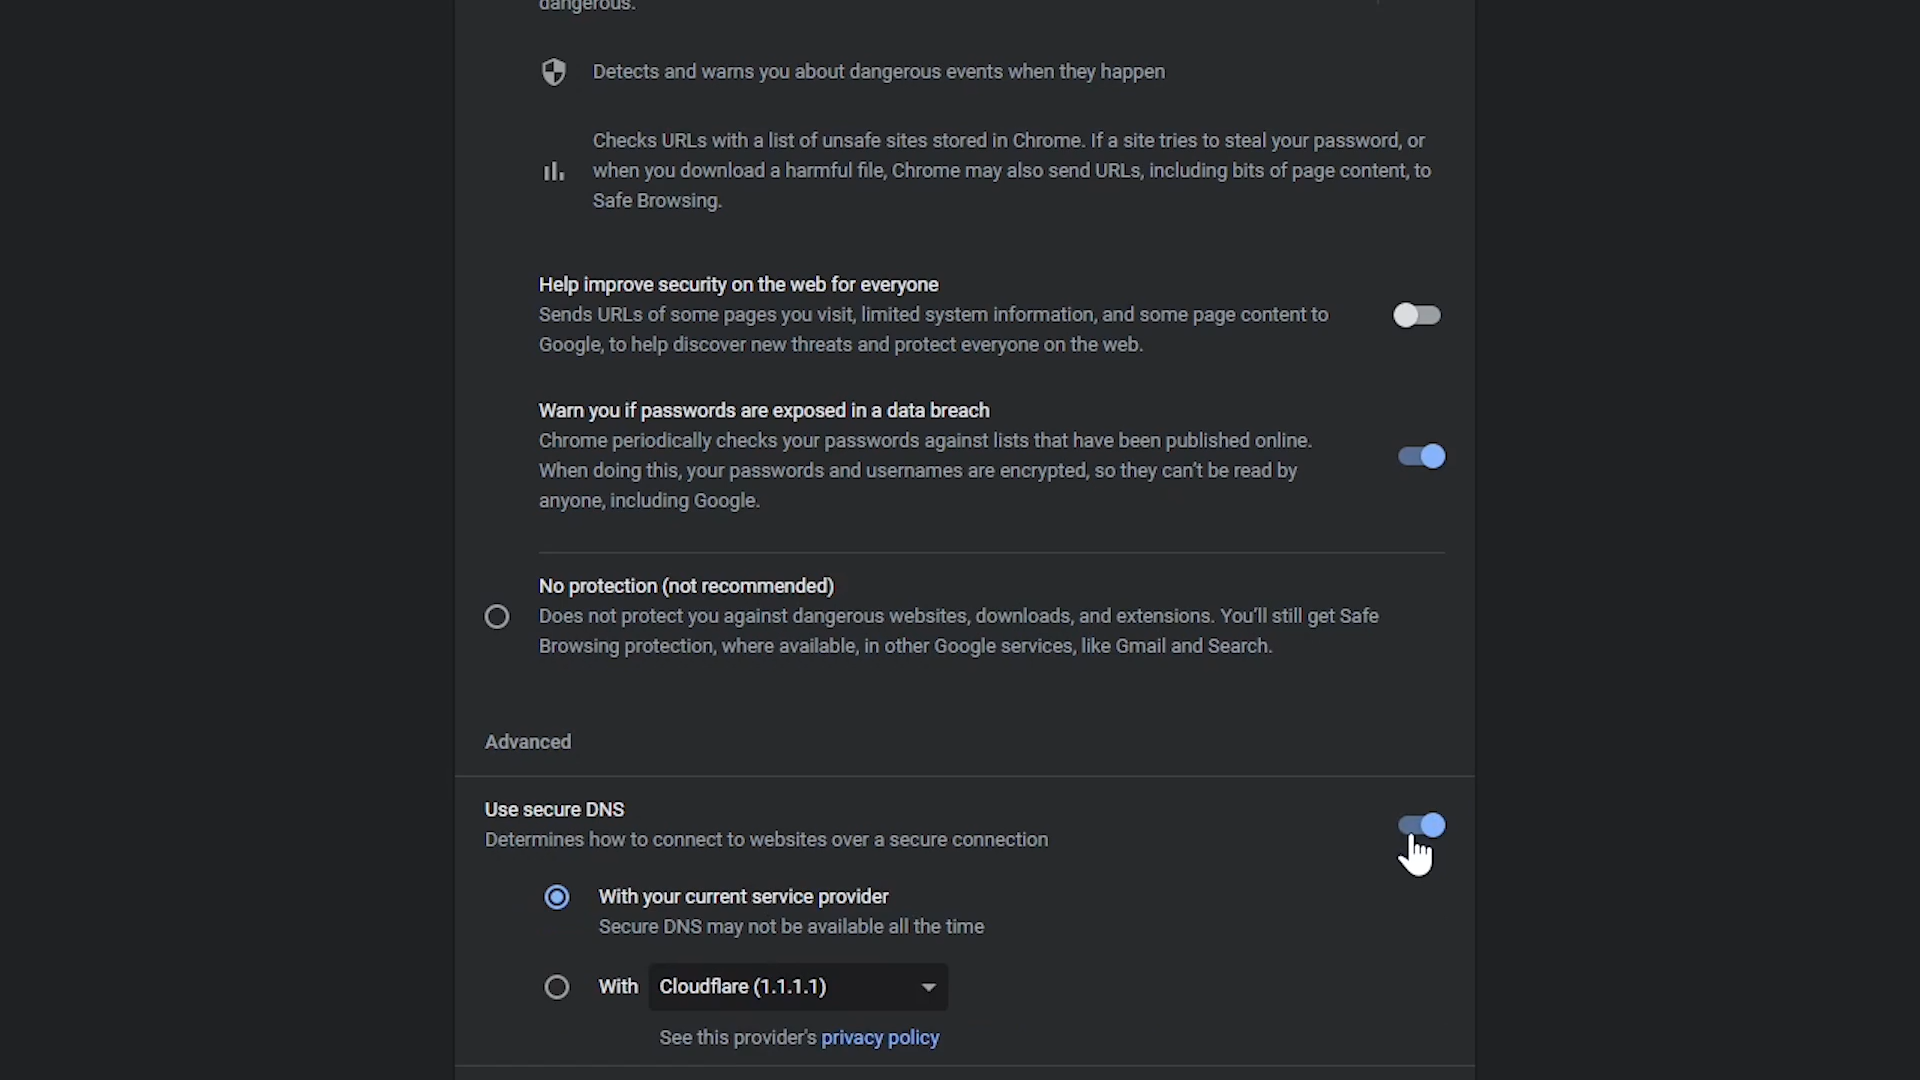 dangerous.
Detects and warns you about dangerous events when they happen
Checks URLs with a list of unsafe sites stored in Chrome. If a site tries to steal your password, or
when you download a harmful file, Chrome may also send URLs, including bits of page content, to
Safe Browsing.
Help improve security on the web for everyone
Sends URLs of some pages you visit, limited system information, and some page content to
Google, to help discover new threats and protect everyone on the web.
Warn you if passwords are exposed in a data breach
Chrome periodically checks your passwords against lists that have been published online.
When doing this, your passwords and usernames are encrypted, so they can’t be read by
anyone, including Google.
No protection (not recommended)
Does not protect you against dangerous websites, downloads, and extensions. You’ll still get Safe
Browsing protection, where available, in other Google services, like Gmail and Search.
Advanced
Use secure DNS
Determines how to connect to websites over a secure connection
With your current service provider
Secure DNS may not be available all the time
With Cloudflare (1.1.1.1)
See this provider's privacy policy